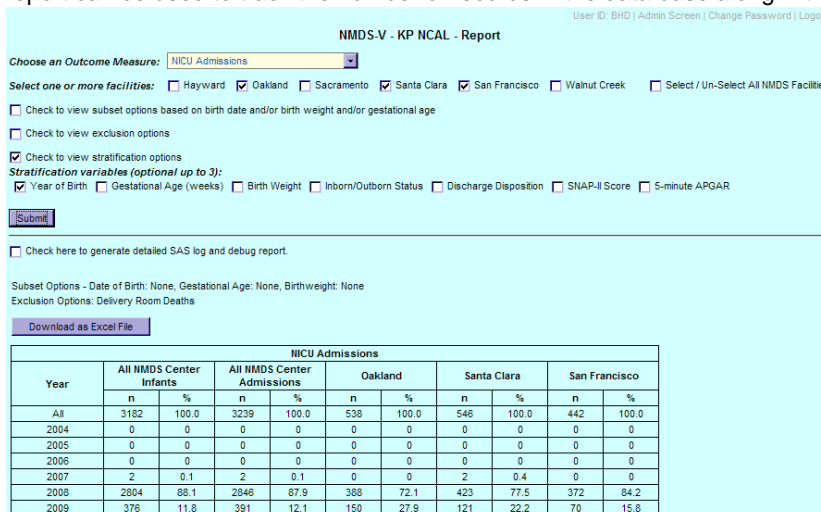 User ID: BHD | Admin Screen | Change Password | Logo
NMDS-V - KP NCAL - Report
Choose an Outcome Measure: NICU Admissions
Select one or more facilities: Hayward Oakland Sacramento Santa Clara San Francisco Walnut Creek Select / Un-Select All NMDS Facilitie
Check to view subset options based on birth date and/or birth weight and/or gestational age
Check to view exclusion options
Check to view stratification options
Stratification variables (optional up to 3):
Year of Birth Gestational Age (weeks) Birth Weight Inborn/Outborn Status Discharge Disposition SNAP-II Score 5-minute APGAR
Submit
Check here to generate detailed SAS log and debug report.
Subset Options - Date of Birth: None, Gestational Age: None, Birthweight: None
Exclusion Options: Delivery Room Deaths
Download as Excel File
NICU Admissions
Year All NMDS Center Infants All NMDS Center Admissions Oakland Santa Clara San Francisco
n % n % n % n % n %
All 3182 100.0 3239 100.0 538 100.0 546 100.0 442 100.0
2004 0 0 0 0 0 0 0 0 0 0
2005 0 0 0 0 0 0 0 0 0 0
2006 0 0 0 0 0 0 0 0 0 0
2007 2 0.1 2 0.1 0 0 2 0.4 0 0
2008 2804 88.1 2846 87.9 388 72.1 423 77.5 372 84.2
2009 376 11.8 391 12.1 150 27.9 121 22.2 70 15.8